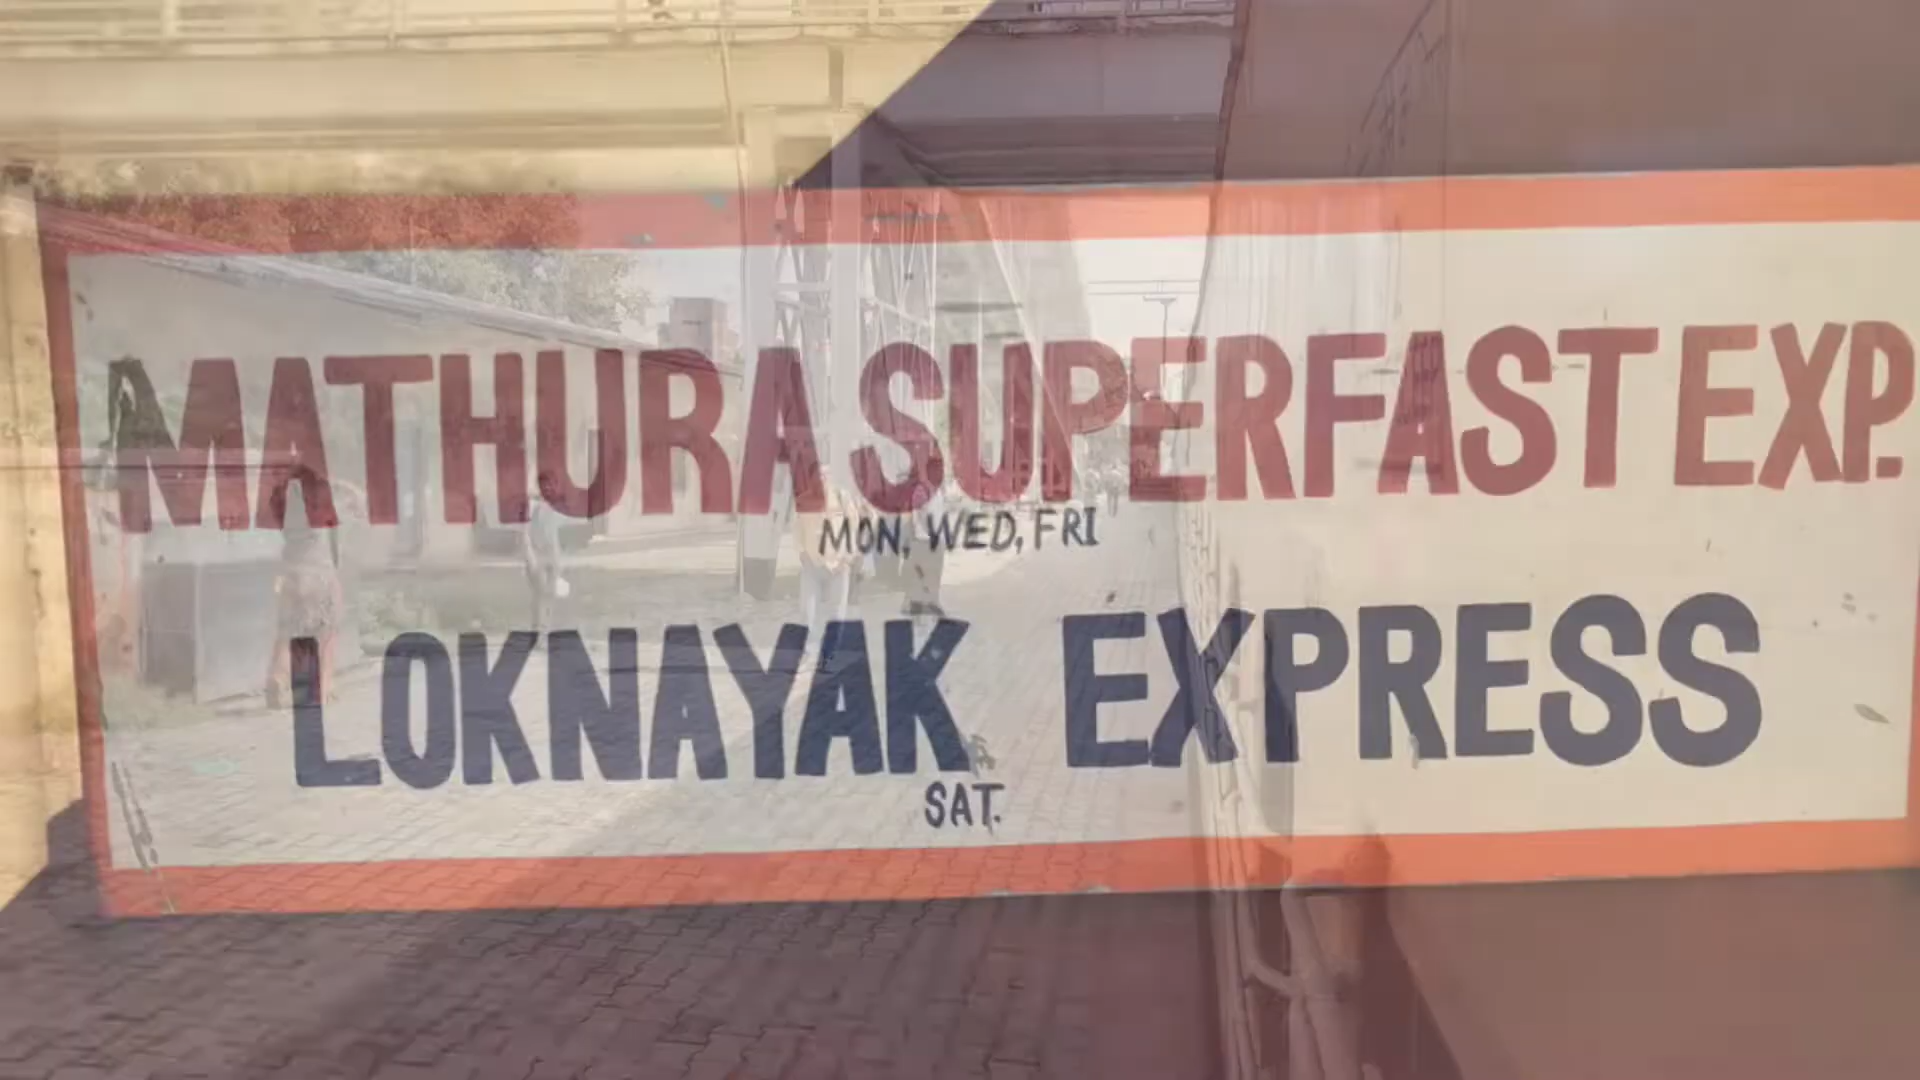 MATHURA SUPERFAST EXP.
MON, WED, FRI
LOKNAYAK EXPRESS
SAT.